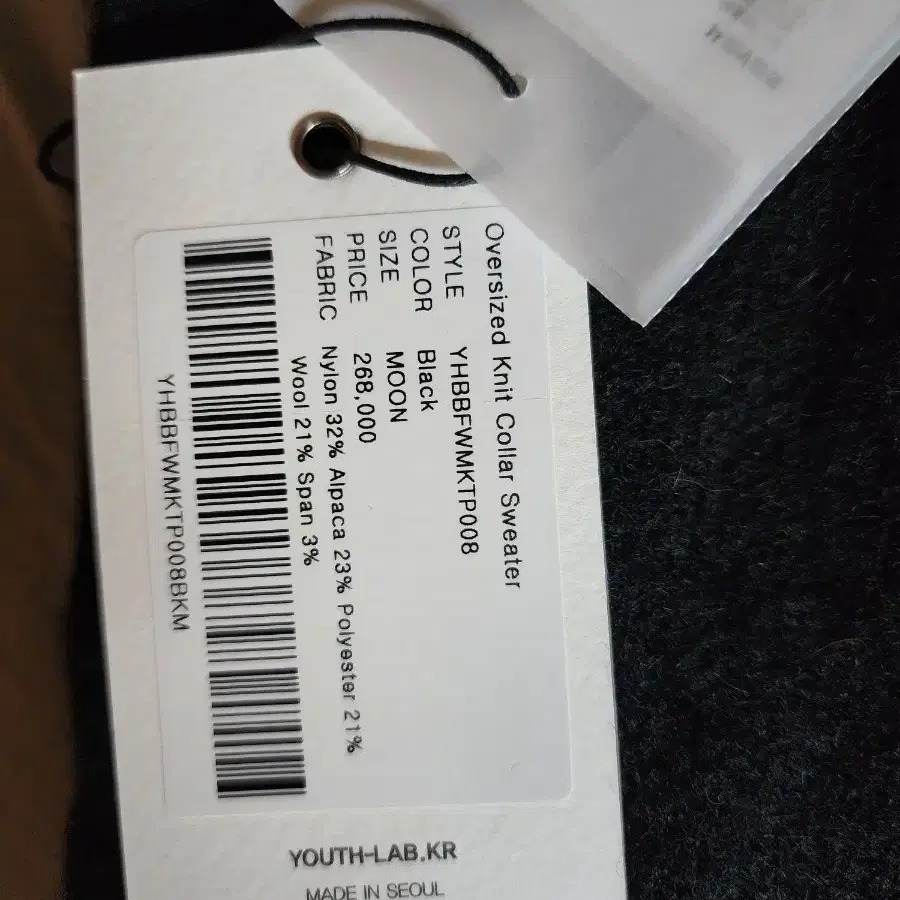 Oversized Knit Collar Sweater
STYLE YHBBFWMKTP008
COLOR Black
SIZE MOON
PRICE 268,000
FABRIC Nylon 32% Alpaca 23% Polyester 21%
Wool 21% Span 3%
YHBBFWMKTP008BKM
YOUTH-LAB.KR
MADE IN SEOUL